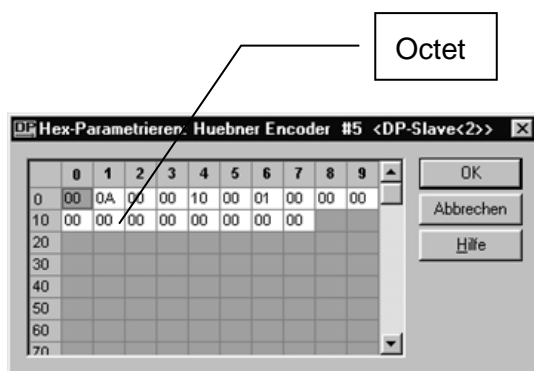 Octet
DP Hex-Parametrieren: Huebner Encoder #5 <DP-Slave<2>>
0 1 2 3 4 5 6 7 8 9
0 00 0A 00 00 10 00 01 00 00 00
10 00 00 00 00 00 00 00 00
20
30
40
50
60
70
OK
Abbrechen
Hilfe